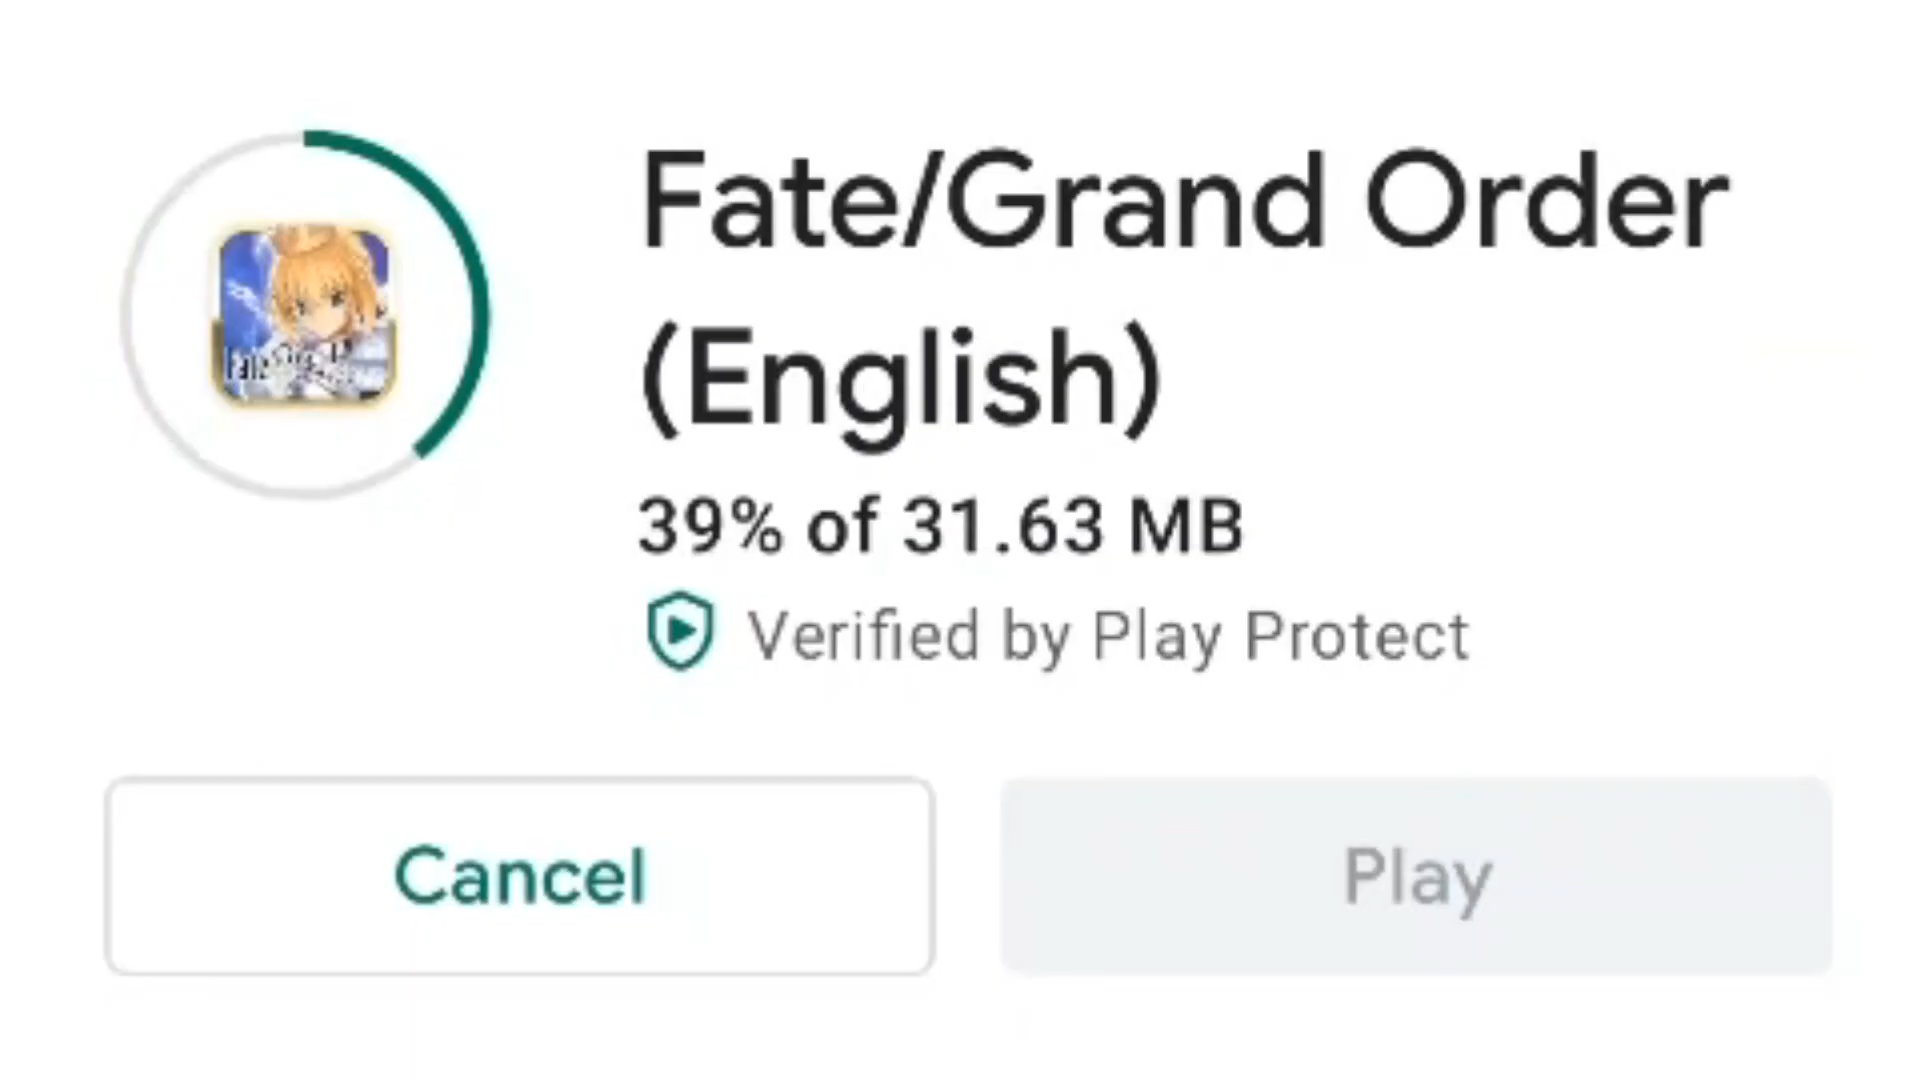 Fate/Grand Order
(English)
39% of 31.63 MB
Verified by Play Protect
Cancel
Play